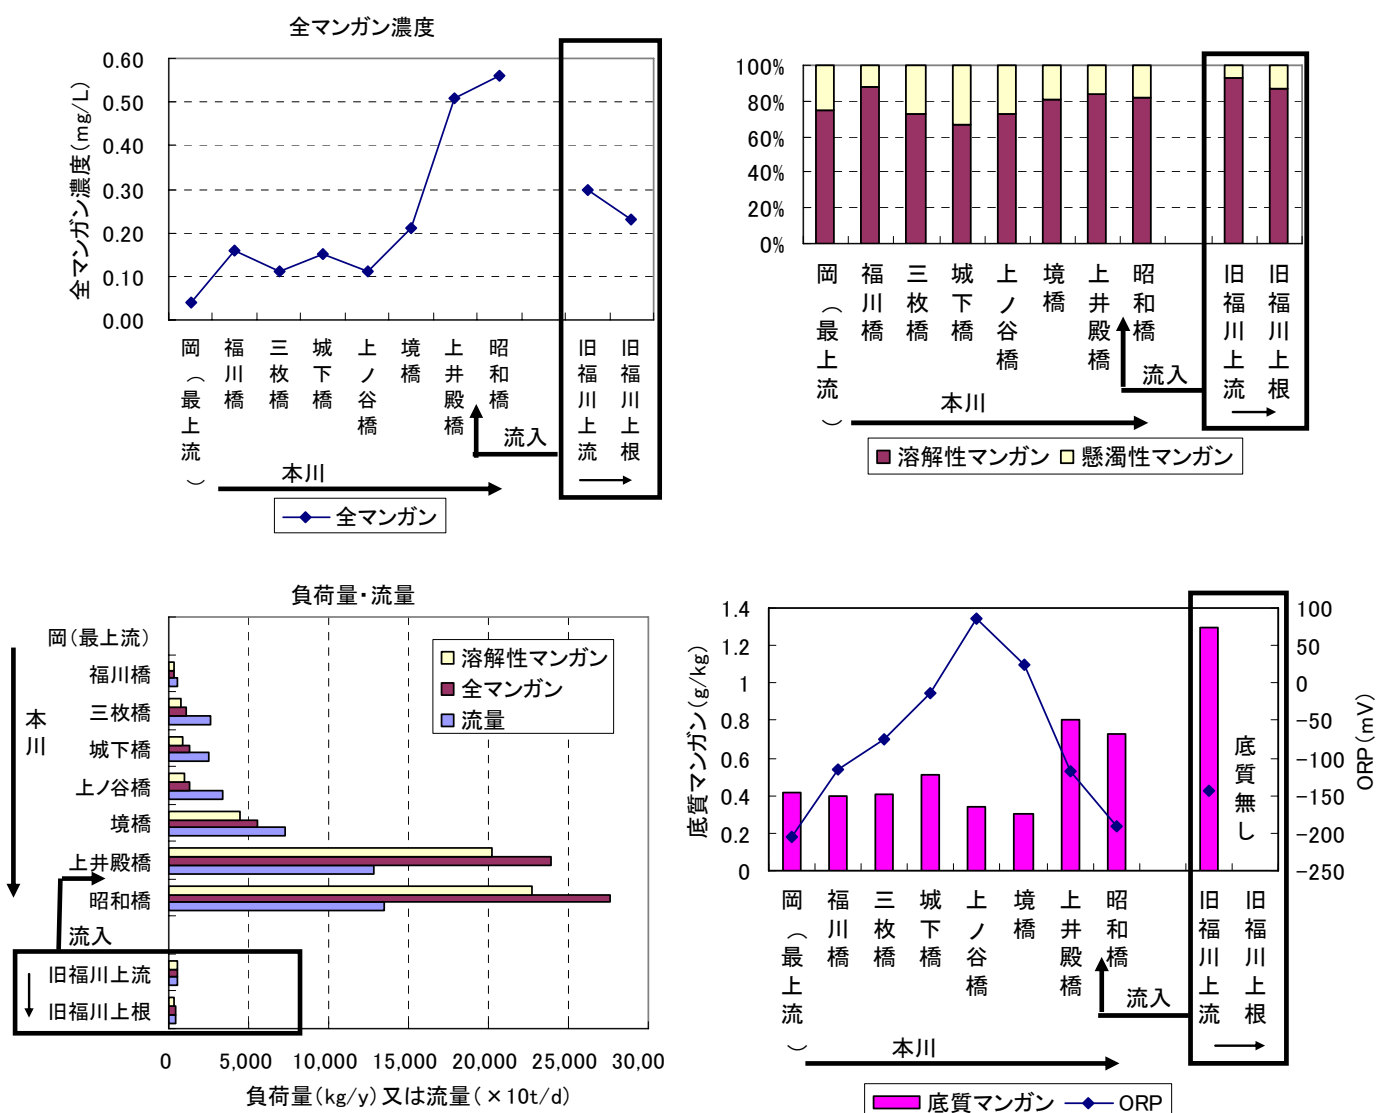 全マンガン濃度
全マンガン濃度(mg/L)
0.60
0.50
0.40
0.30
0.20
0.10
0.00
岡(最上流)
福川橋
三枚橋
城下橋
上ノ谷橋
境橋
上井殿橋
昭和橋
旧福川上流
旧福川上根
流入
本川
全マンガン
100%
80%
60%
40%
20%
0%
岡(最上流)
福川橋
三枚橋
城下橋
上ノ谷橋
境橋
上井殿橋
昭和橋
旧福川上流
旧福川上根
流入
本川
溶解性マンガン 懸濁性マンガン
負荷量・流量
岡(最上流)
福川橋
三枚橋
城下橋
上ノ谷橋
境橋
上井殿橋
昭和橋
本川
流入
旧福川上流
旧福川上根
溶解性マンガン
全マンガン
流量
0 5,000 10,000 15,000 20,000 25,000 30,00
負荷量(kg/y)又は流量(×10t/d)
底質マンガン(g/kg)
1.4
1.2
1
0.8
0.6
0.4
0.2
0
100
50
0
-50
-100
-150
-200
-250
ORP(mV)
底質無し
岡(最上流)
福川橋
三枚橋
城下橋
上ノ谷橋
境橋
上井殿橋
昭和橋
旧福川上流
旧福川上根
流入
本川
底質マンガン ORP